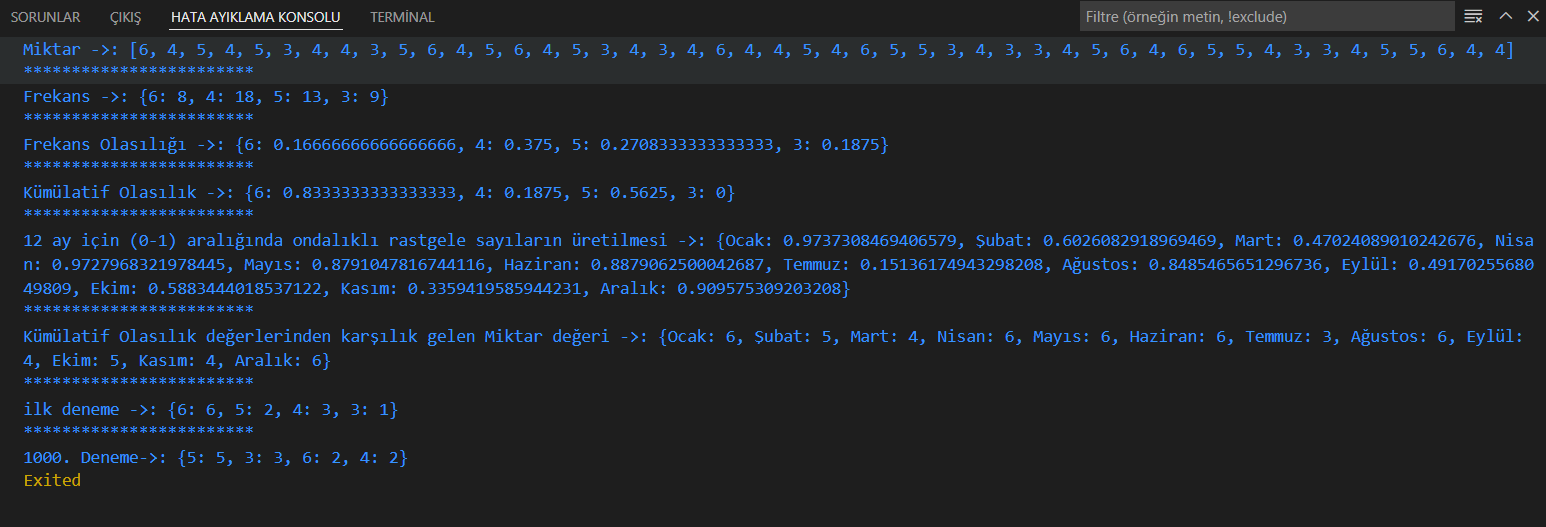 SORUNLAR ÇIKIŞ HATA AYIKLAMA KONSOLU TERMİNAL Filtre (örneğin metin, !exclude)
Miktar ->: [6, 4, 5, 4, 5, 3, 4, 4, 3, 5, 6, 4, 5, 6, 4, 5, 3, 4, 3, 4, 6, 4, 4, 5, 4, 6, 5, 5, 3, 4, 3, 3, 4, 5, 6, 4, 6, 5, 5, 4, 3, 3, 4, 5, 5, 6, 4, 4]
************************
Frekans ->: {6: 8, 4: 18, 5: 13, 3: 9}
************************
Frekans Olasılığı ->: {6: 0.16666666666666666, 4: 0.375, 5: 0.2708333333333333, 3: 0.1875}
************************
Kümülatif Olasılık ->: {6: 0.8333333333333333, 4: 0.1875, 5: 0.5625, 3: 0}
************************
12 ay için (0-1) aralığında ondalıklı rastgele sayıların üretilmesi ->: {Ocak: 0.9737308469406579, Şubat: 0.6026082918969469, Mart: 0.47024089010242676, Nisa
n: 0.9727968321978445, Mayıs: 0.8791047816744116, Haziran: 0.8879062500042687, Temmuz: 0.15136174943298208, Ağustos: 0.8485465651296736, Eylül: 0.49170255680
49809, Ekim: 0.5883444018537122, Kasım: 0.3359419585944231, Aralık: 0.909575309203208}
************************
Kümülatif Olasılık değerlerinden karşılık gelen Miktar değeri ->: {Ocak: 6, Şubat: 5, Mart: 4, Nisan: 6, Mayıs: 6, Haziran: 6, Temmuz: 3, Ağustos: 6, Eylül:
4, Ekim: 5, Kasım: 4, Aralık: 6}
************************
ilk deneme ->: {6: 6, 5: 2, 4: 3, 3: 1}
************************
1000. Deneme->: {5: 5, 3: 3, 6: 2, 4: 2}
Exited